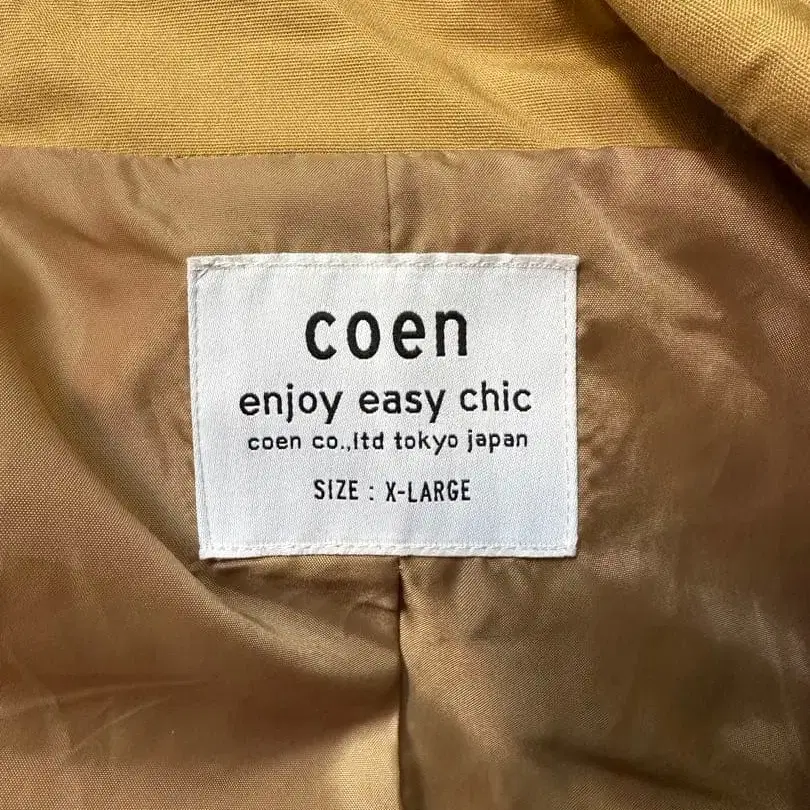 coen
enjoy easy chic
coen co.,ltd tokyo japan
SIZE : X-LARGE